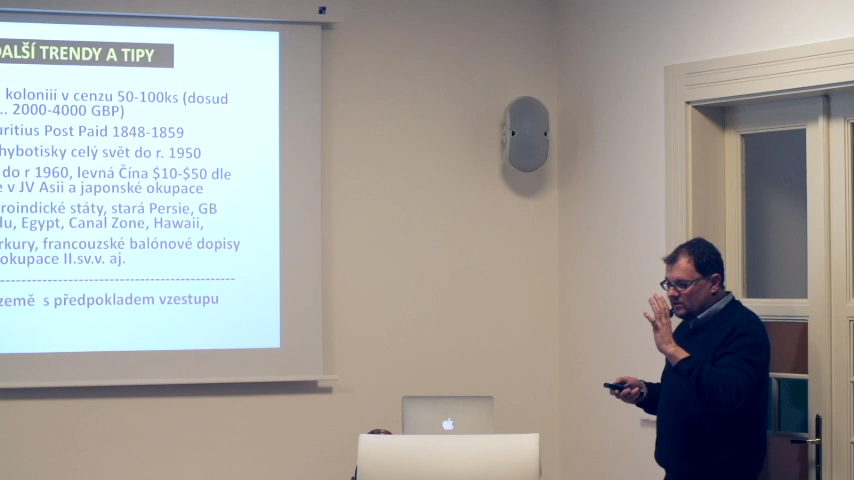 DALŠÍ TRENDY A TIPY
koloniií v cenzu 50-100ks (dosud
.. 2000-4000 GBP)
uritius Post Paid 1848-1859
hybotisky celý svět do r. 1950
do r 1960, levná Čína $10-$50 dle
e v JV Asii a japonské okupace
roindické státy, stará Persie, GB
du, Egypt, Canal Zone, Hawaii,
rkury, francouzské balónové dopisy
okupace II.sv.v. aj.
země s předpokladem vzestupu